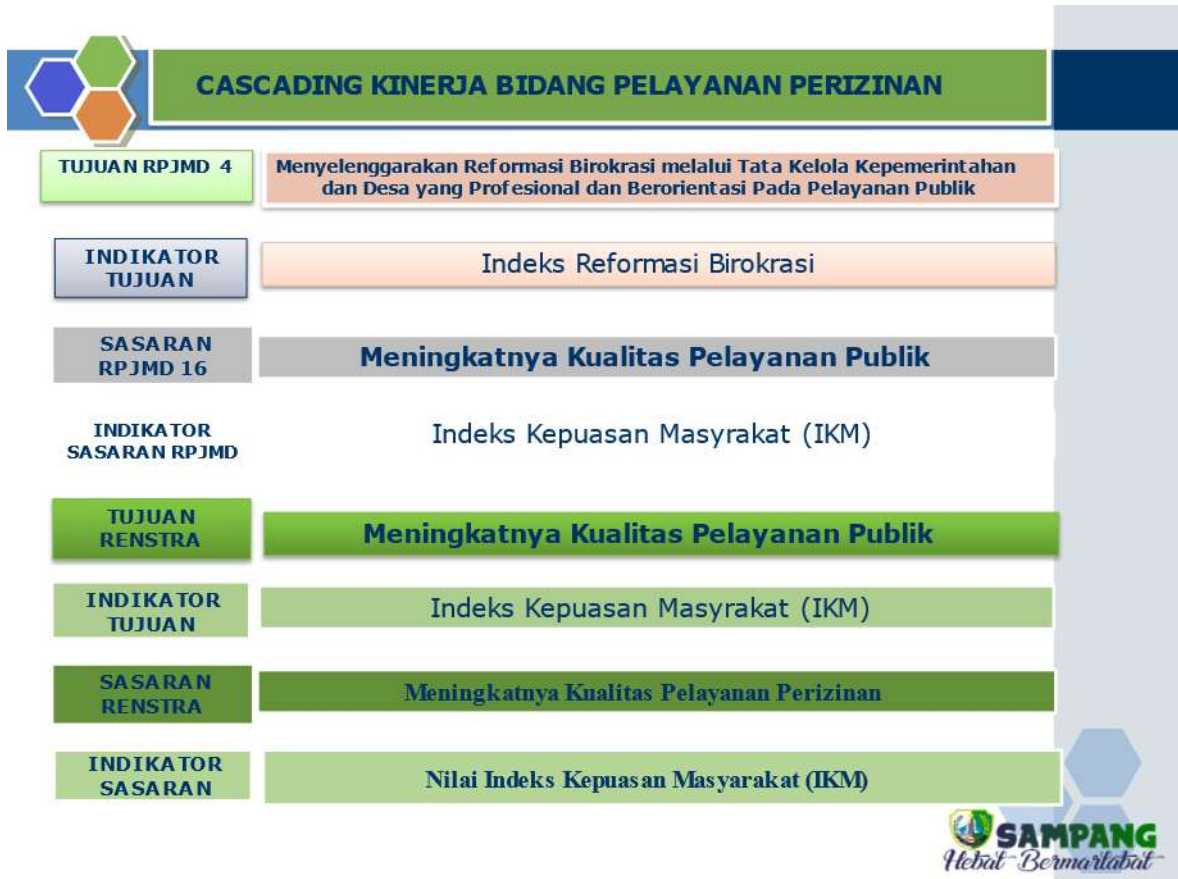 CASCADING KINERJA BIDANG PELAYANAN PERIZINAN
TUJUAN RPJMD 4
Menyelenggarakan Reformasi Birokrasi melalui Tata Kelola Kepemerintahan
dan Desa yang Profesional dan Berorientasi Pada Pelayanan Publik
INDIKATOR
TUJUAN
Indeks Reformasi Birokrasi
SASARAN
RPJMD 16
Meningkatnya Kualitas Pelayanan Publik
INDIKATOR
SASARAN RPJMD
Indeks Kepuasan Masyrakat (IKM)
TUJUAN
RENSTRA
Meningkatnya Kualitas Pelayanan Publik
INDIKATOR
TUJUAN
Indeks Kepuasan Masyrakat (IKM)
SASARAN
RENSTRA
Meningkatnya Kualitas Pelayanan Perizinan
INDIKATOR
SASARAN
Nilai Indeks Kepuasan Masyarakat (IKM)
SAMPANG
Hebat Bermartabat